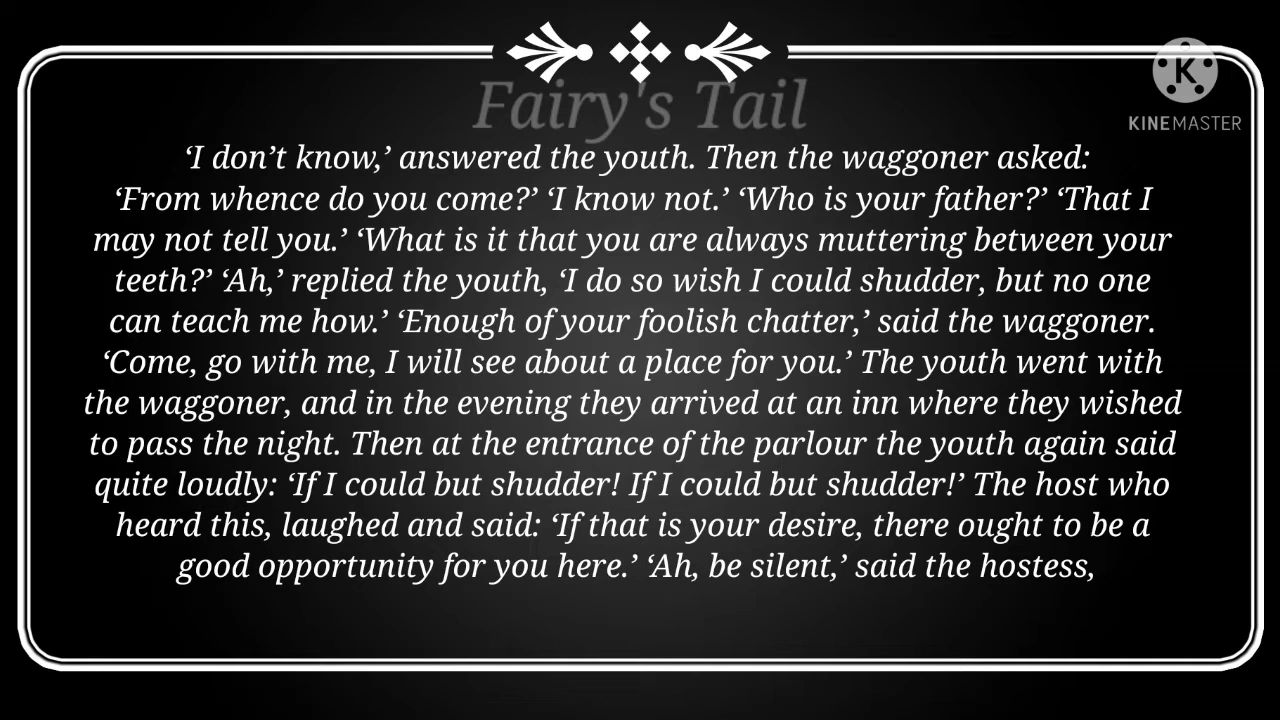 Fairy's Tail
K
KINEMASTER
‘I don’t know,’ answered the youth. Then the waggoner asked:
‘From whence do you come?’ ‘I know not.’ ‘Who is your father?’ ‘That I
may not tell you.’ ‘What is it that you are always muttering between your
teeth?’ ‘Ah,’ replied the youth, ‘I do so wish I could shudder, but no one
can teach me how.’ ‘Enough of your foolish chatter,’ said the waggoner.
‘Come, go with me, I will see about a place for you.’ The youth went with
the waggoner, and in the evening they arrived at an inn where they wished
to pass the night. Then at the entrance of the parlour the youth again said
quite loudly: ‘If I could but shudder! If I could but shudder!’ The host who
heard this, laughed and said: ‘If that is your desire, there ought to be a
good opportunity for you here.’ ‘Ah, be silent,’ said the hostess,